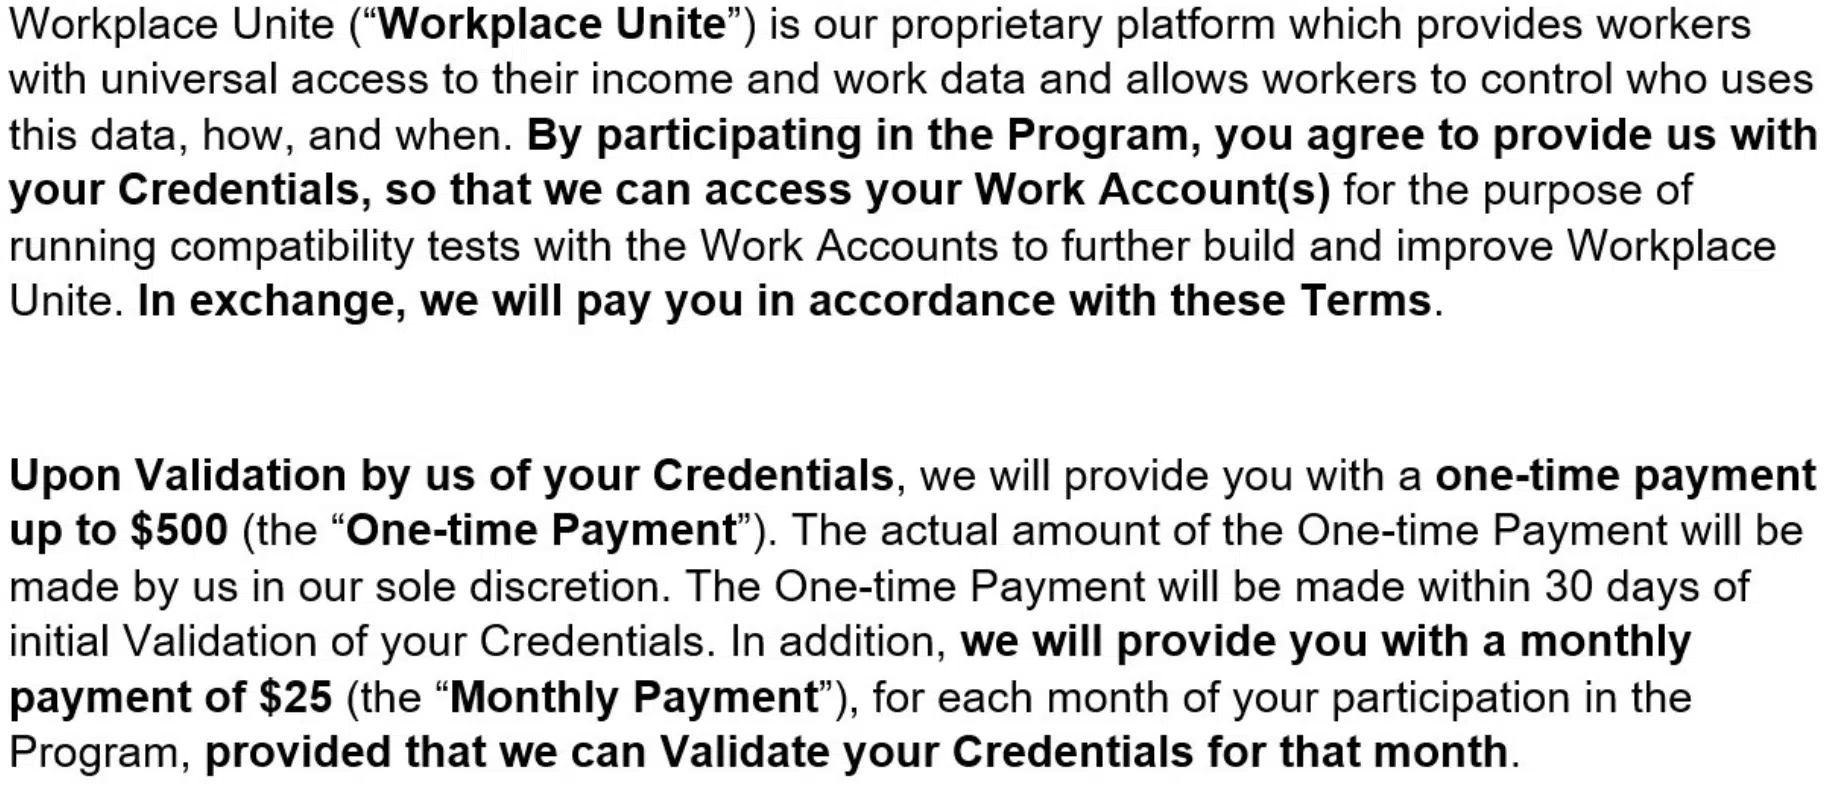 Workplace Unite (“Workplace Unite”) is our proprietary platform which provides workers
with universal access to their income and work data and allows workers to control who uses
this data, how, and when. By participating in the Program, you agree to provide us with
your Credentials, so that we can access your Work Account(s) for the purpose of
running compatibility tests with the Work Accounts to further build and improve Workplace
Unite. In exchange, we will pay you in accordance with these Terms.
Upon Validation by us of your Credentials, we will provide you with a one-time payment
up to $500 (the “One-time Payment”). The actual amount of the One-time Payment will be
made by us in our sole discretion. The One-time Payment will be made within 30 days of
initial Validation of your Credentials. In addition, we will provide you with a monthly
payment of $25 (the “Monthly Payment”), for each month of your participation in the
Program, provided that we can Validate your Credentials for that month.